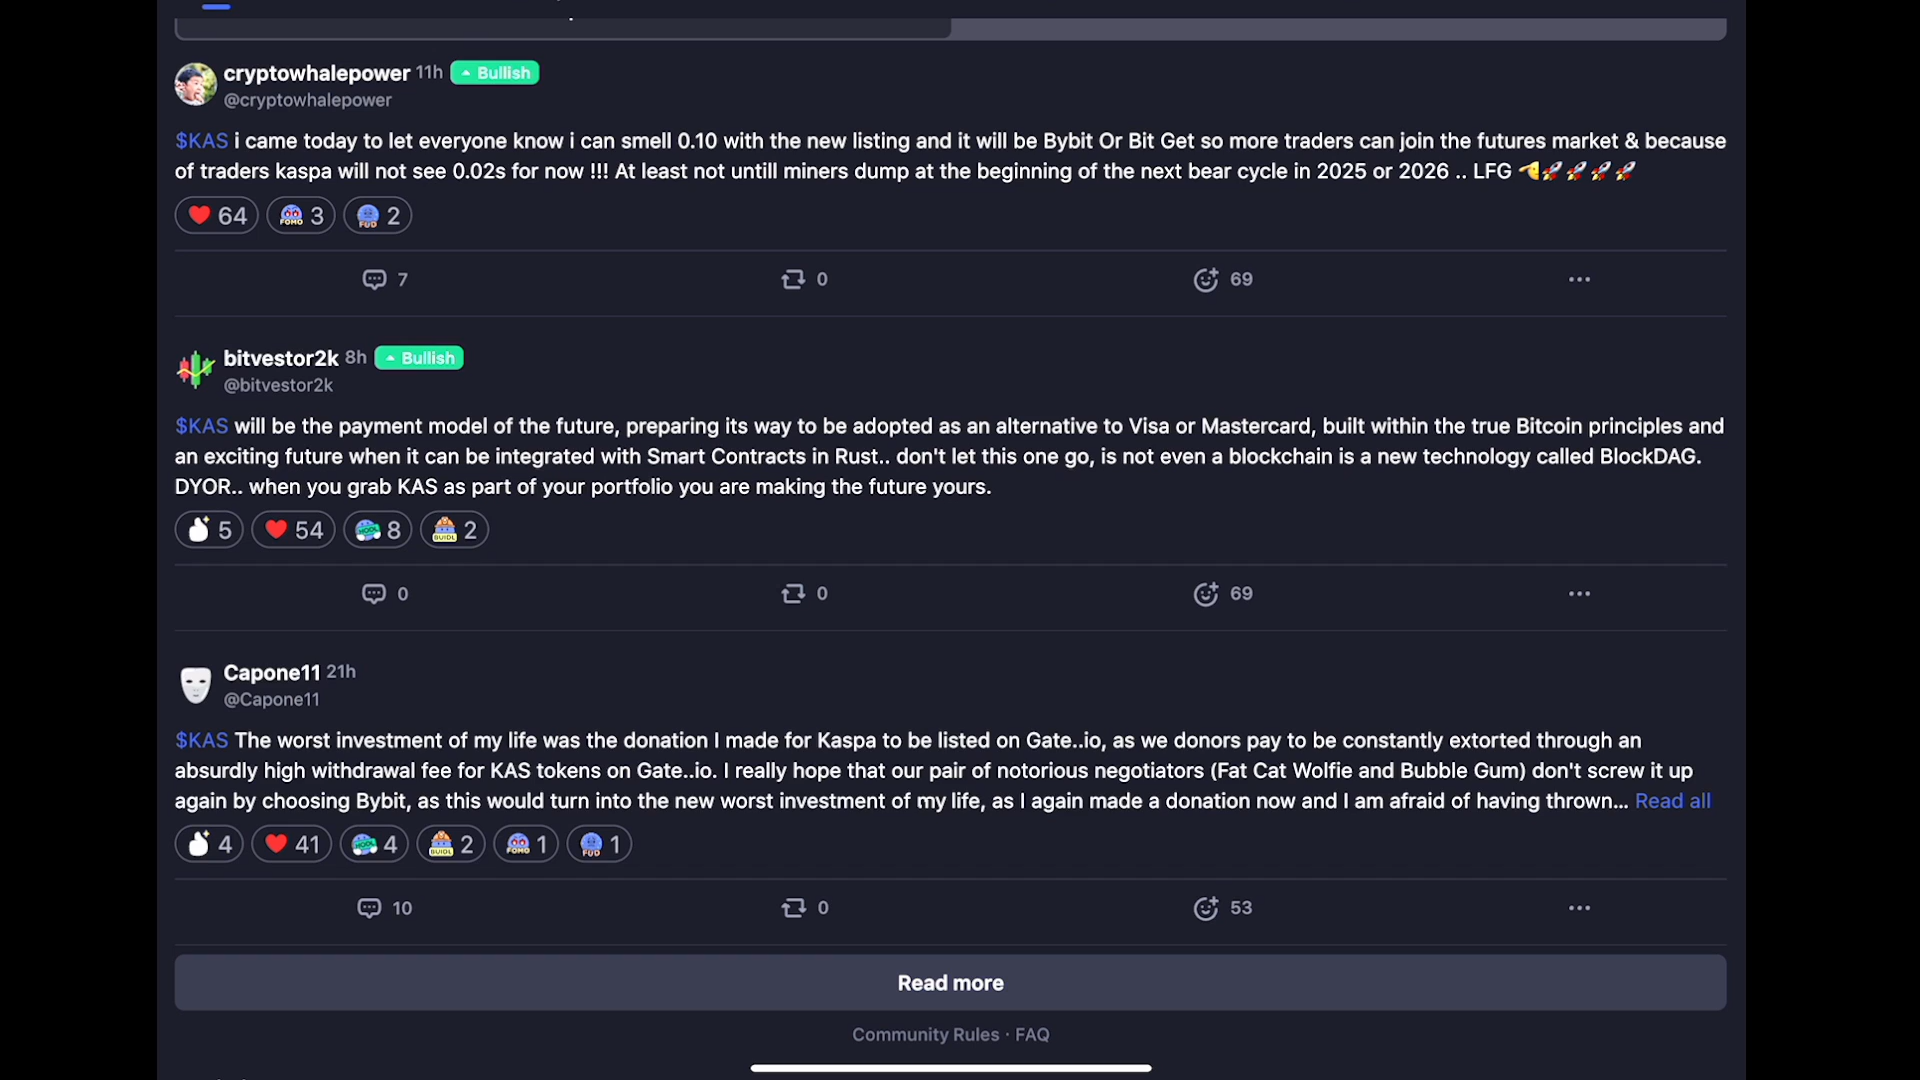 cryptowhalepower 11h Bullish
@cryptowhalepower
$KAS i came today to let everyone know i can smell 0.10 with the new listing and it will be Bybit Or Bit Get so more traders can join the futures market & because
of traders kaspa will not see 0.02s for now !!! At least not untill miners dump at the beginning of the next bear cycle in 2025 or 2026 .. LFG 🤜🚀🚀🚀🚀
❤️ 64 FOMO 3 FUD 2
7 0 69
bitvestor2k 8h Bullish
@bitvestor2k
$KAS will be the payment model of the future, preparing its way to be adopted as an alternative to Visa or Mastercard, built within the true Bitcoin principles and
an exciting future when it can be integrated with Smart Contracts in Rust.. don't let this one go, is not even a blockchain is a new technology called BlockDAG.
DYOR.. when you grab KAS as part of your portfolio you are making the future yours.
5 ❤️ 54 HODL 8 BUIDL 2
0 0 69
Capone11 21h
@Capone11
$KAS The worst investment of my life was the donation I made for Kaspa to be listed on Gate..io, as we donors pay to be constantly extorted through an
absurdly high withdrawal fee for KAS tokens on Gate..io. I really hope that our pair of notorious negotiators (Fat Cat Wolfie and Bubble Gum) don't screw it up
again by choosing Bybit, as this would turn into the new worst investment of my life, as I again made a donation now and I am afraid of having thrown... Read all
4 ❤️ 41 HODL 4 BUIDL 2 FOMO 1 FUD 1
10 0 53
Read more
Community Rules · FAQ